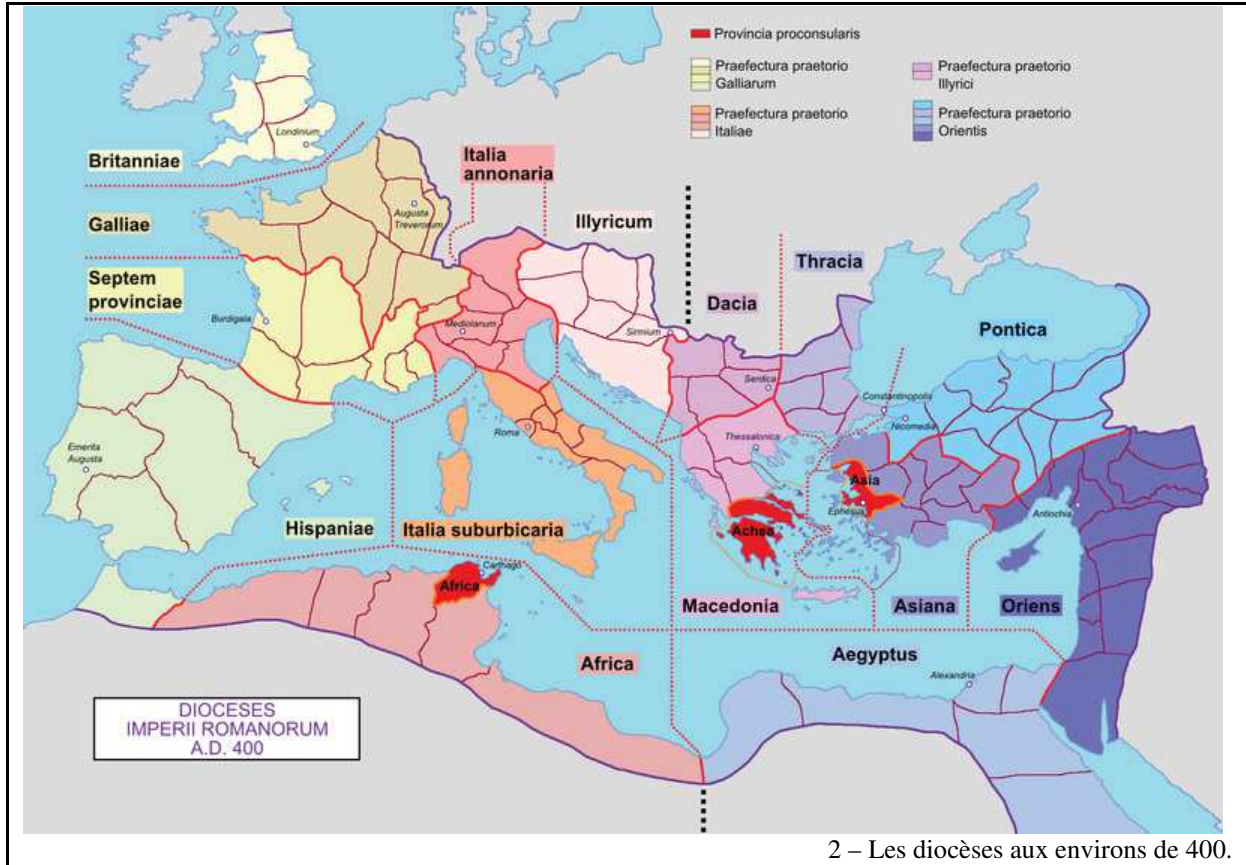 Provincia proconsularis
Praefectura praetorio
Galliarum
Praefectura praetorio
Italiae
Praefectura praetorio
Illyrici
Praefectura praetorio
Orientis
Londinium
Britanniae
Italia
annonaria
Augusta
Treverorum
Galliae
Illyricum
Thracia
Septem
provinciae
Dacia
Burdigala
Mediolanum
Sirmium
Pontica
Serdica
Constantinopolis
Nicomedia
Thessalonica
Roma
Emerita
Augusta
Asia
Ephesus
Antiochia
Hispaniae
Italia suburbicaria
Achea
Carthago
Africa
Macedonia
Asiana
Oriens
Africa
Aegyptus
Alexandria
DIOCESES
IMPERII ROMANORUM
A.D. 400
2 – Les diocèses aux environs de 400.